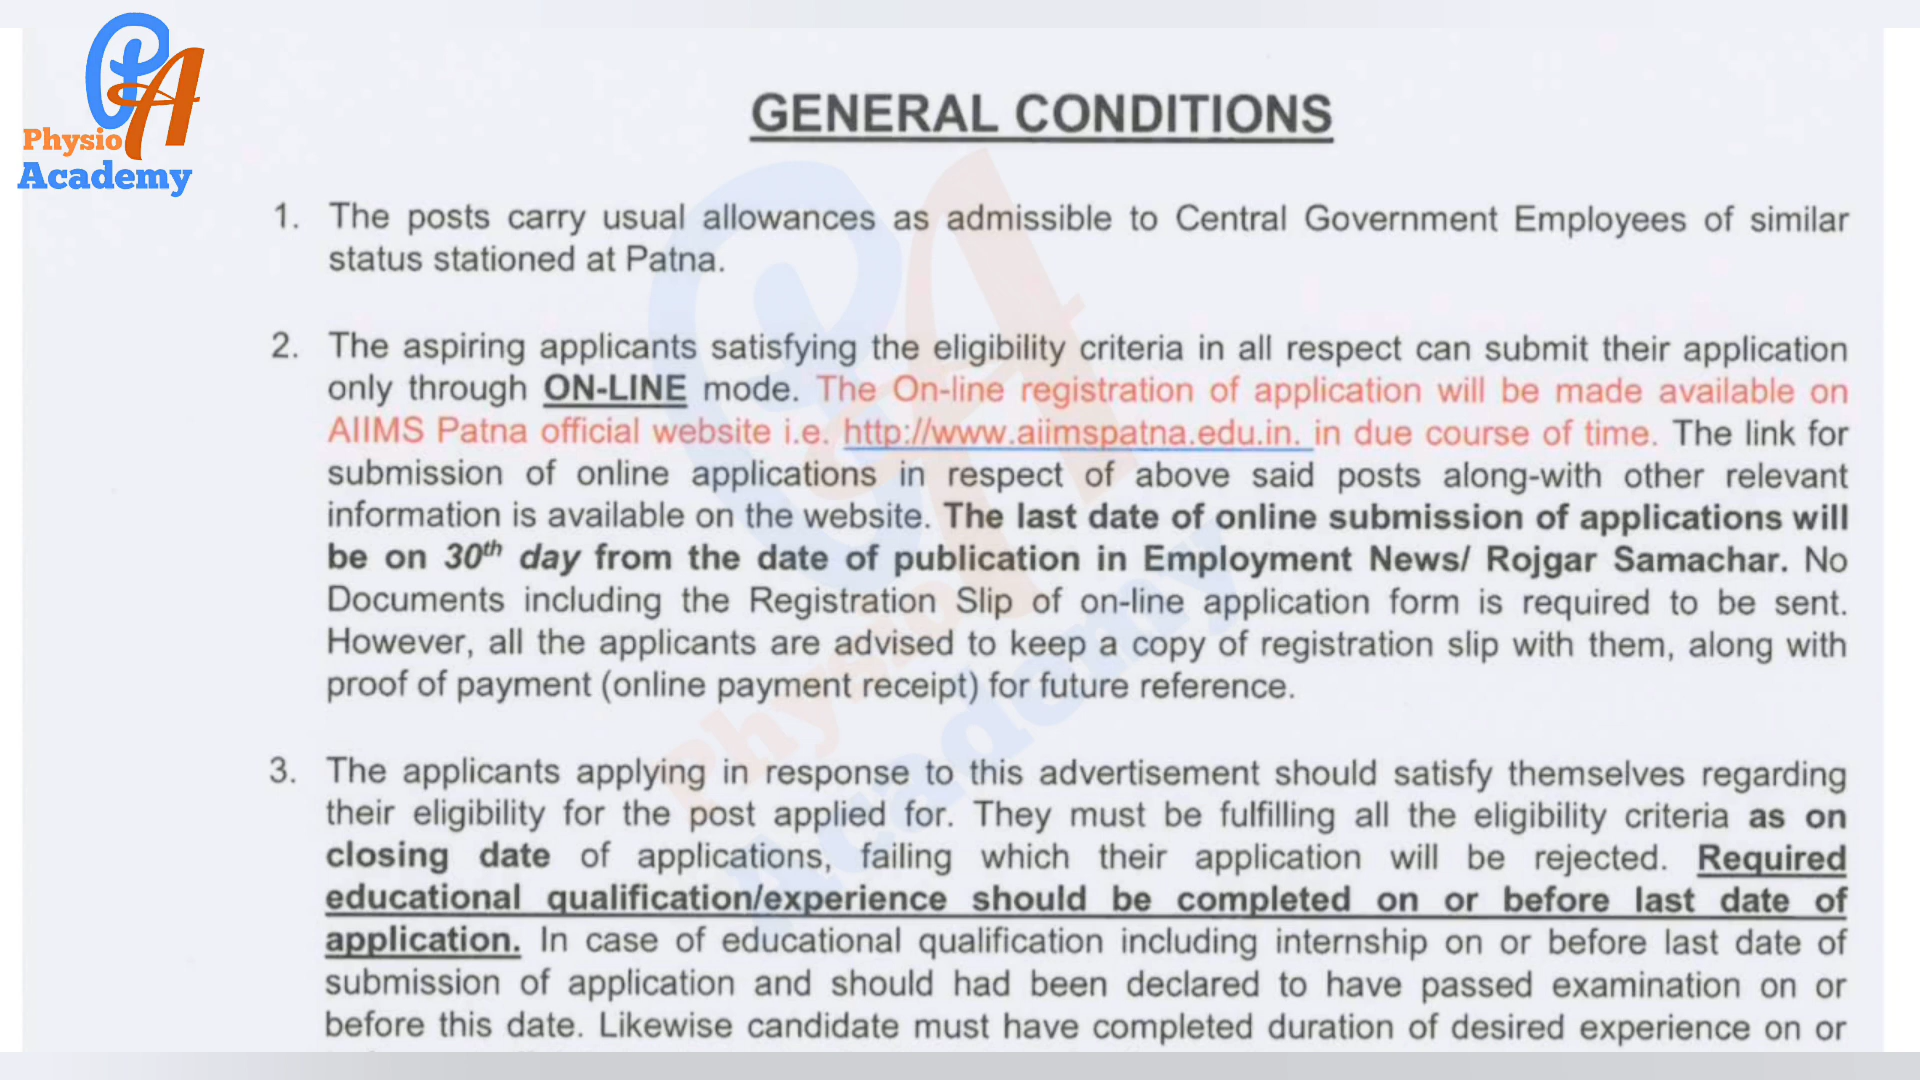 Physio
Academy
GENERAL CONDITIONS
1. The posts carry usual allowances as admissible to Central Government Employees of similar
status stationed at Patna.
2. The aspiring applicants satisfying the eligibility criteria in all respect can submit their application
only through ON-LINE mode. The On-line registration of application will be made available on
AIIMS Patna official website i.e. http://www.aiimspatna.edu.in. in due course of time. The link for
submission of online applications in respect of above said posts along-with other relevant
information is available on the website. The last date of online submission of applications will
be on 30th day from the date of publication in Employment News/ Rojgar Samachar. No
Documents including the Registration Slip of on-line application form is required to be sent.
However, all the applicants are advised to keep a copy of registration slip with them, along with
proof of payment (online payment receipt) for future reference.
3. The applicants applying in response to this advertisement should satisfy themselves regarding
their eligibility for the post applied for. They must be fulfilling all the eligibility criteria as on
closing date of applications, failing which their application will be rejected. Required
educational qualification/experience should be completed on or before last date of
application. In case of educational qualification including internship on or before last date of
submission of application and should had been declared to have passed examination on or
before this date. Likewise candidate must have completed duration of desired experience on or
Physio
Academy